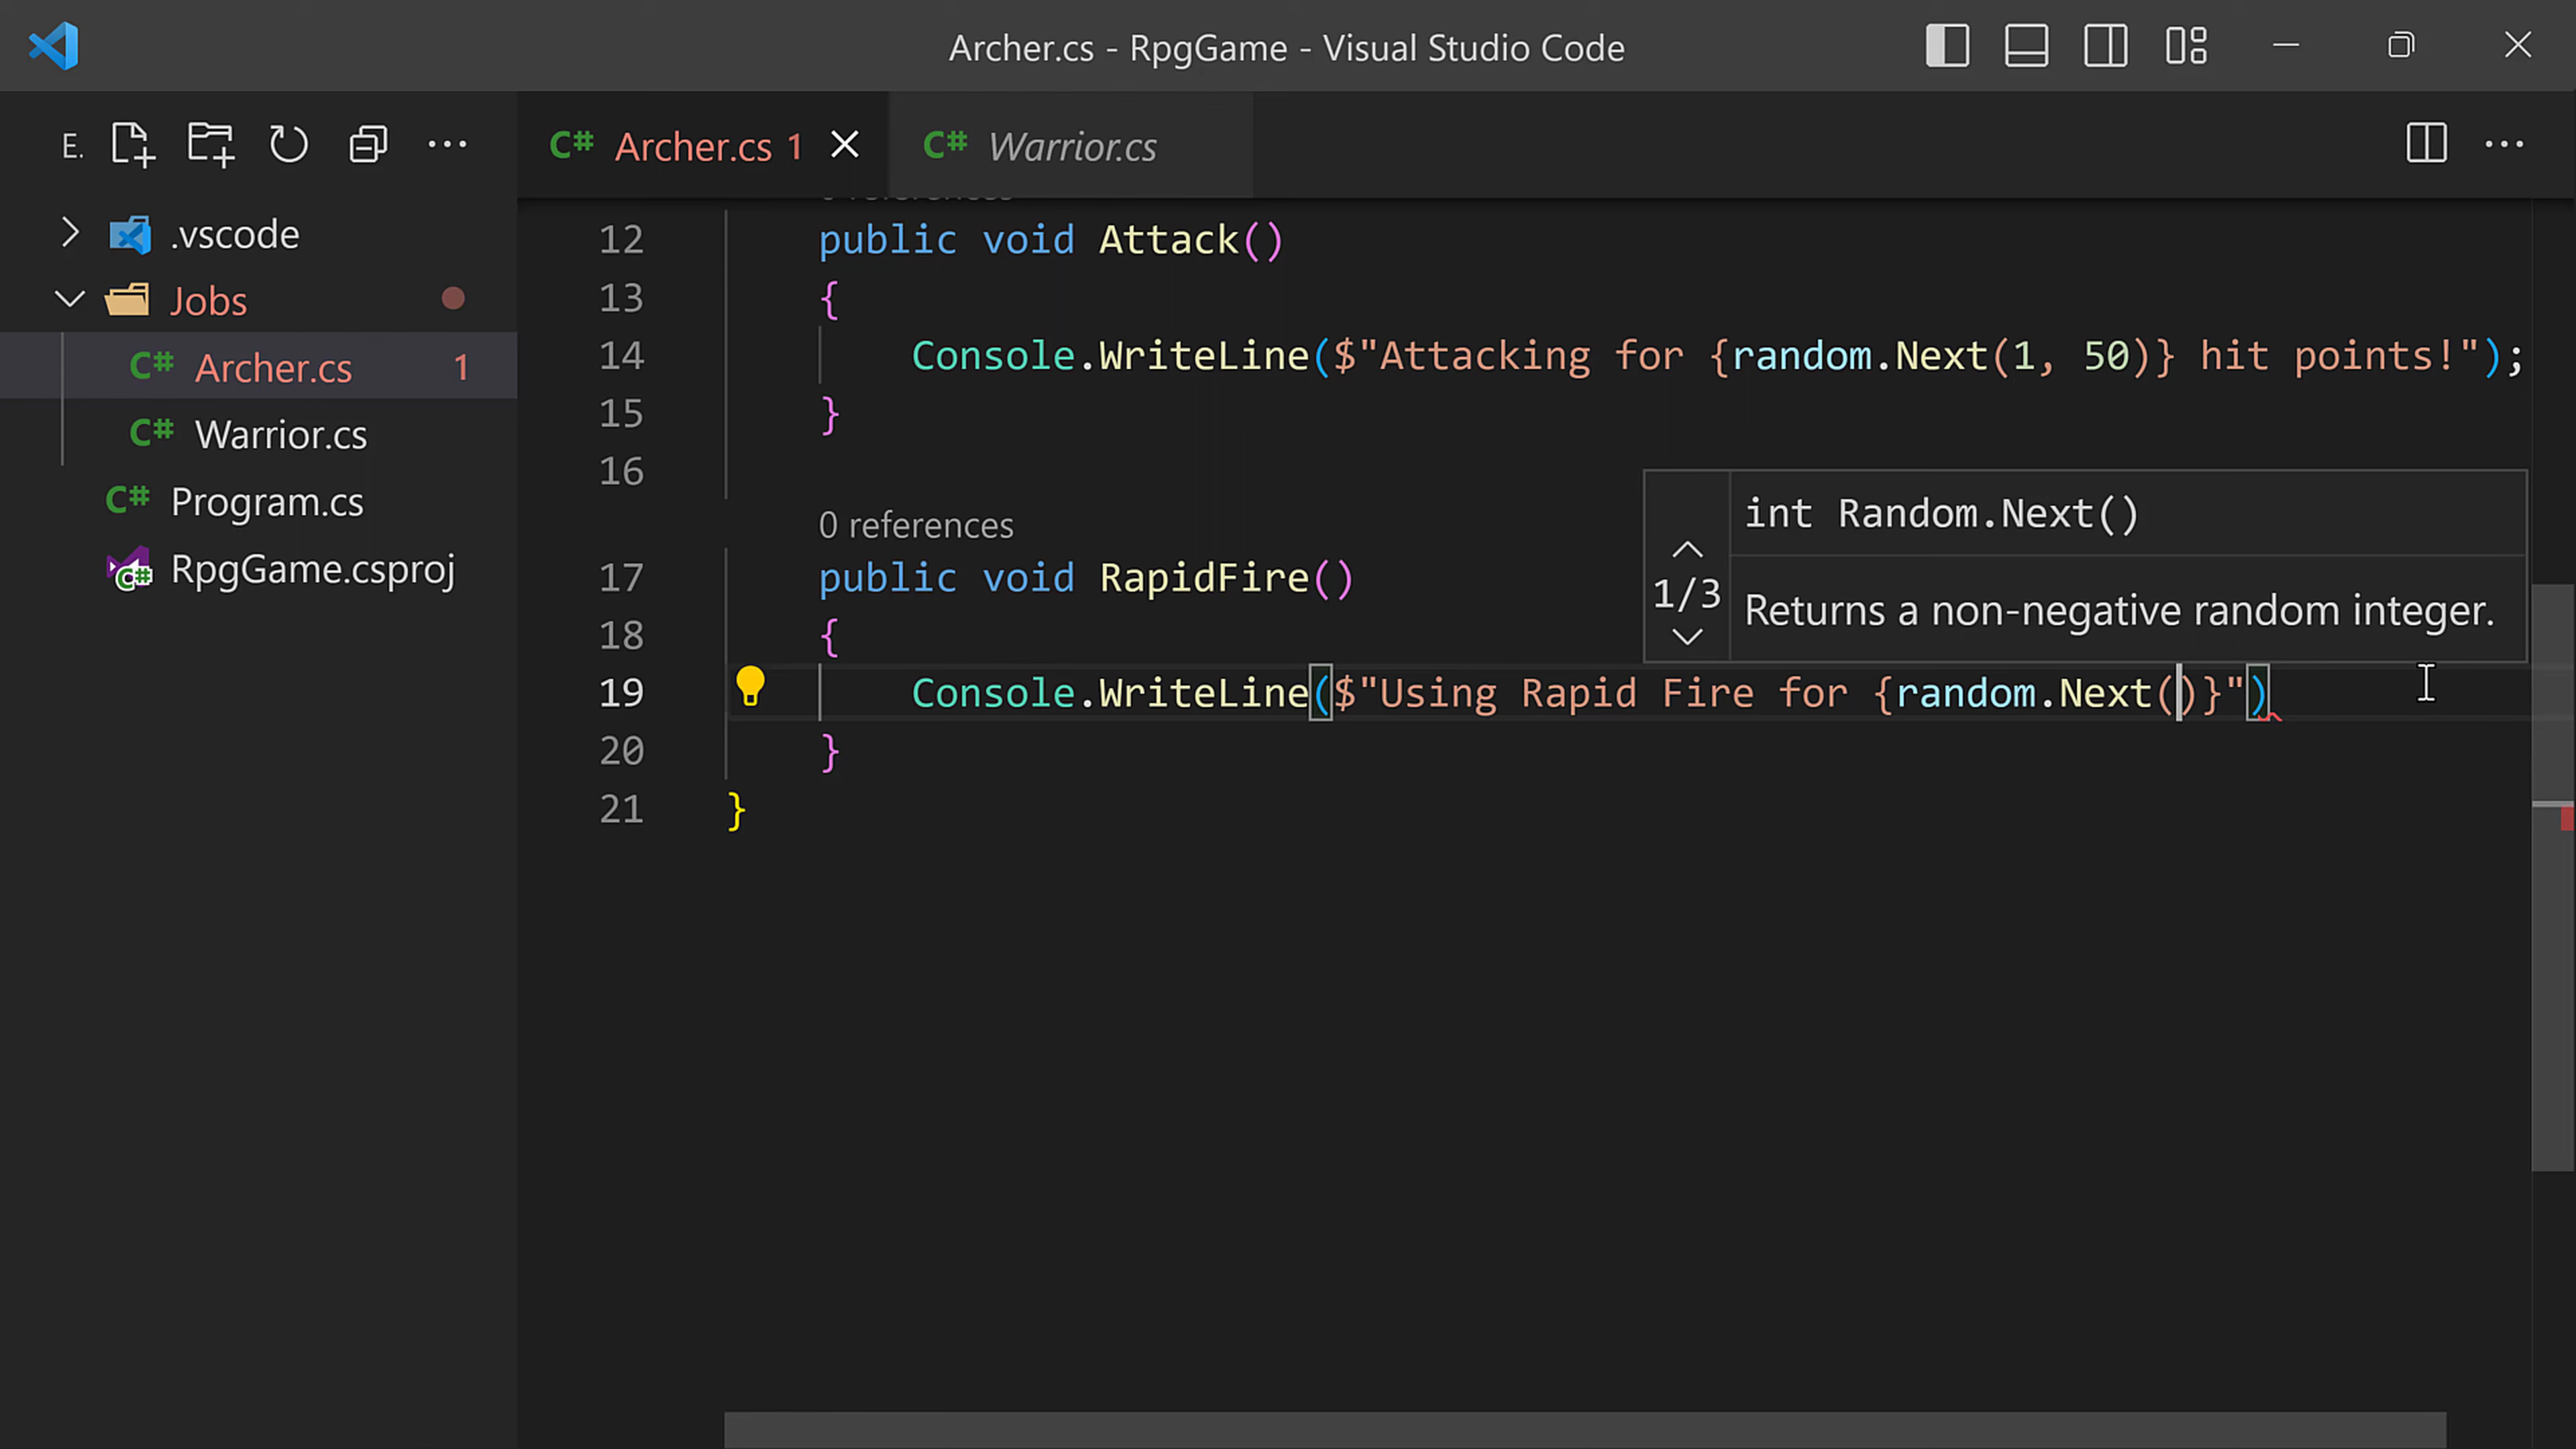 Archer.cs - RpgGame - Visual Studio Code
E.
C# Archer.cs 1
C# Warrior.cs
.vscode
Jobs
C# Archer.cs 1
C# Warrior.cs
C# Program.cs
RpgGame.csproj
12 public void Attack()
13 {
14 Console.WriteLine($"Attacking for {random.Next(1, 50)} hit points!");
15 }
16
0 references
17 public void RapidFire()
18 {
19 Console.WriteLine($"Using Rapid Fire for {random.Next()}")
20 }
21 }
int Random.Next()
1/3
Returns a non-negative random integer.